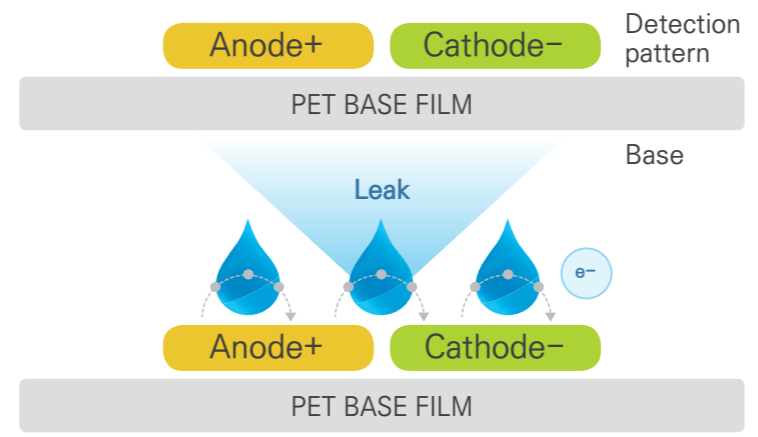 Anode+
Cathode−
Detection
pattern
PET BASE FILM
Base
Leak
e−
Anode+
Cathode−
PET BASE FILM